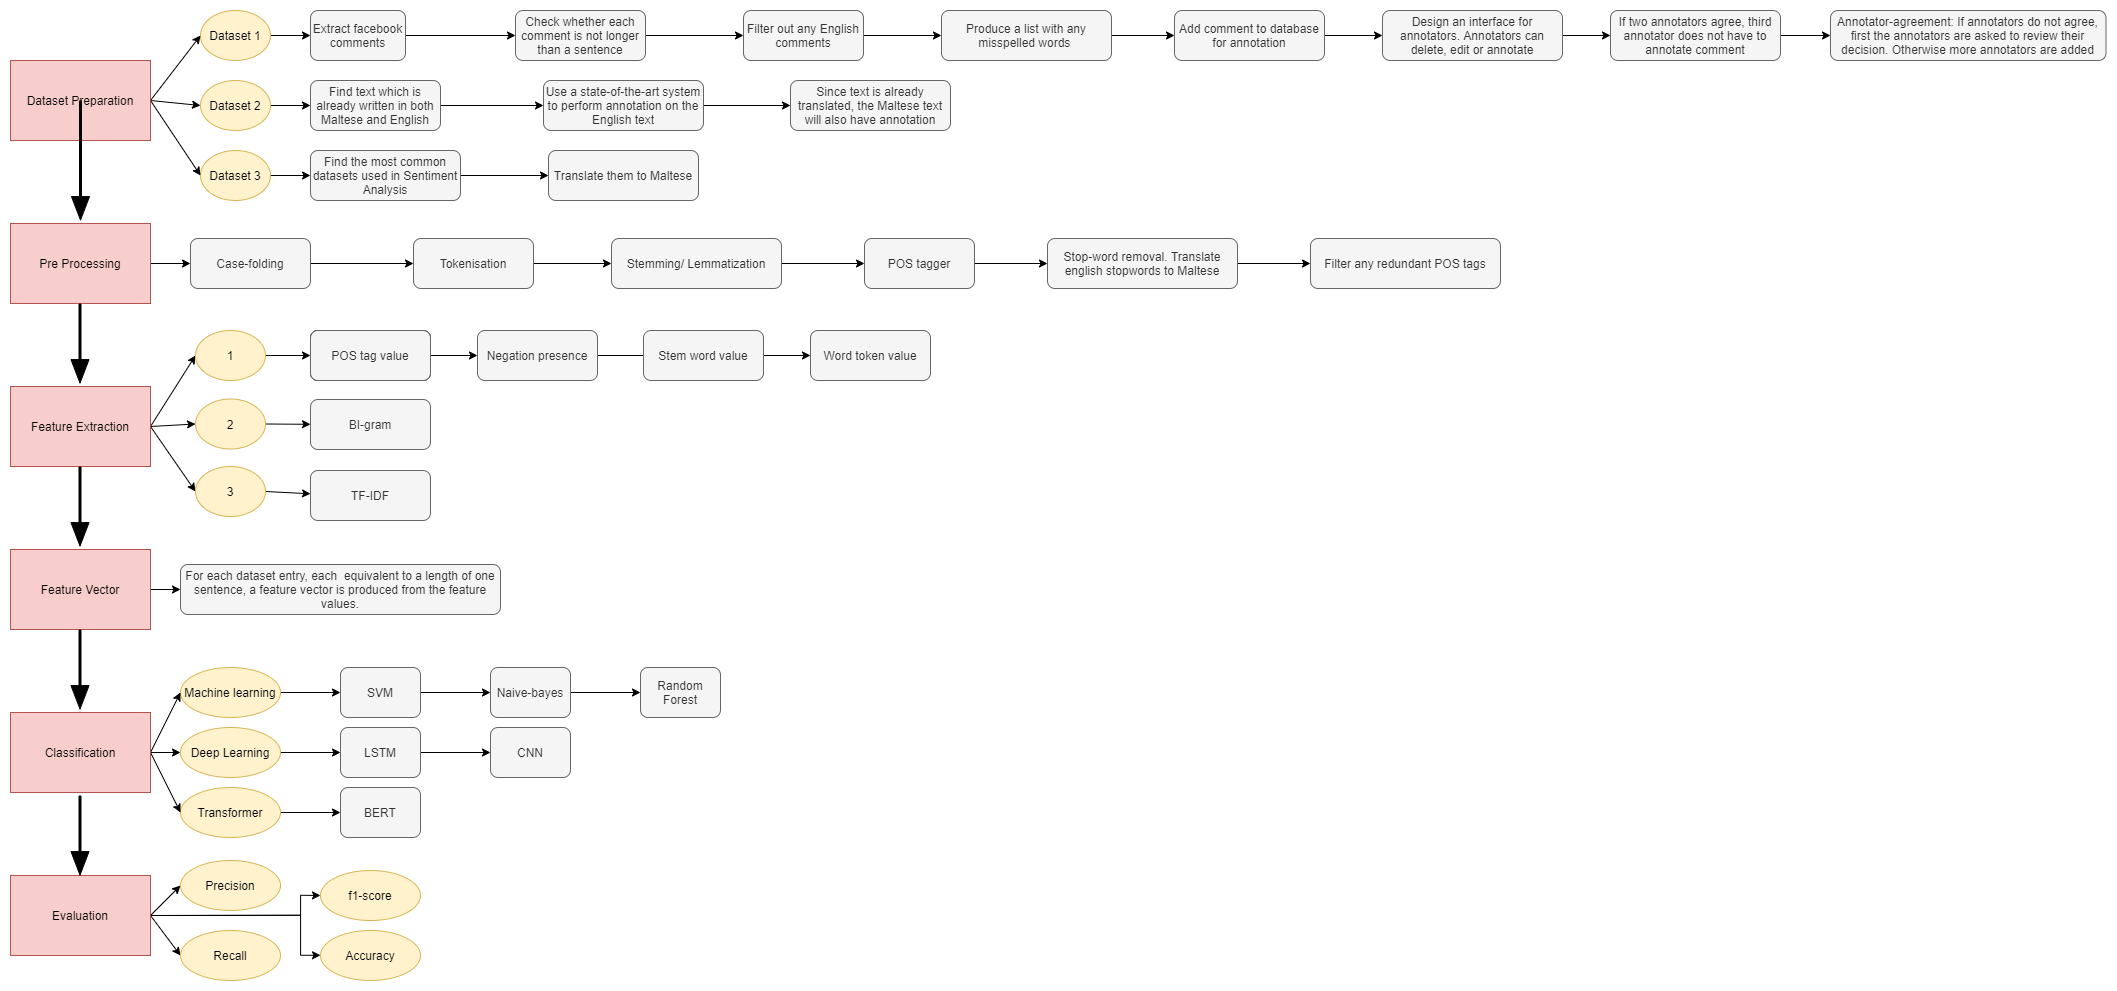 Dataset Preparation
Dataset 1
Extract facebook
comments
Check whether each
comment is not longer
than a sentence
Filter out any English
comments
Produce a list with any
misspelled words
Add comment to database
for annotation
Design an interface for
annotators. Annotators can
delete, edit or annotate
If two annotators agree, third
annotator does not have to
annotate comment
Annotator-agreement: If annotators do not agree,
first the annotators are asked to review their
decision. Otherwise more annotators are added
Dataset 2
Find text which is
already written in both
Maltese and English
Use a state-of-the-art system
to perform annotation on the
English text
Since text is already
translated, the Maltese text
will also have annotation
Dataset 3
Find the most common
datasets used in Sentiment
Analysis
Translate them to Maltese
Pre Processing
Case-folding
Tokenisation
Stemming/ Lemmatization
POS tagger
Stop-word removal. Translate
english stopwords to Maltese
Filter any redundant POS tags
Feature Extraction
1
POS tag value
Negation presence
Stem word value
Word token value
2
BI-gram
3
TF-IDF
Feature Vector
For each dataset entry, each  equivalent to a length of one
sentence, a feature vector is produced from the feature
values.
Classification
Machine learning
SVM
Naive-bayes
Random
Forest
Deep Learning
LSTM
CNN
Transformer
BERT
Evaluation
Precision
f1-score
Recall
Accuracy